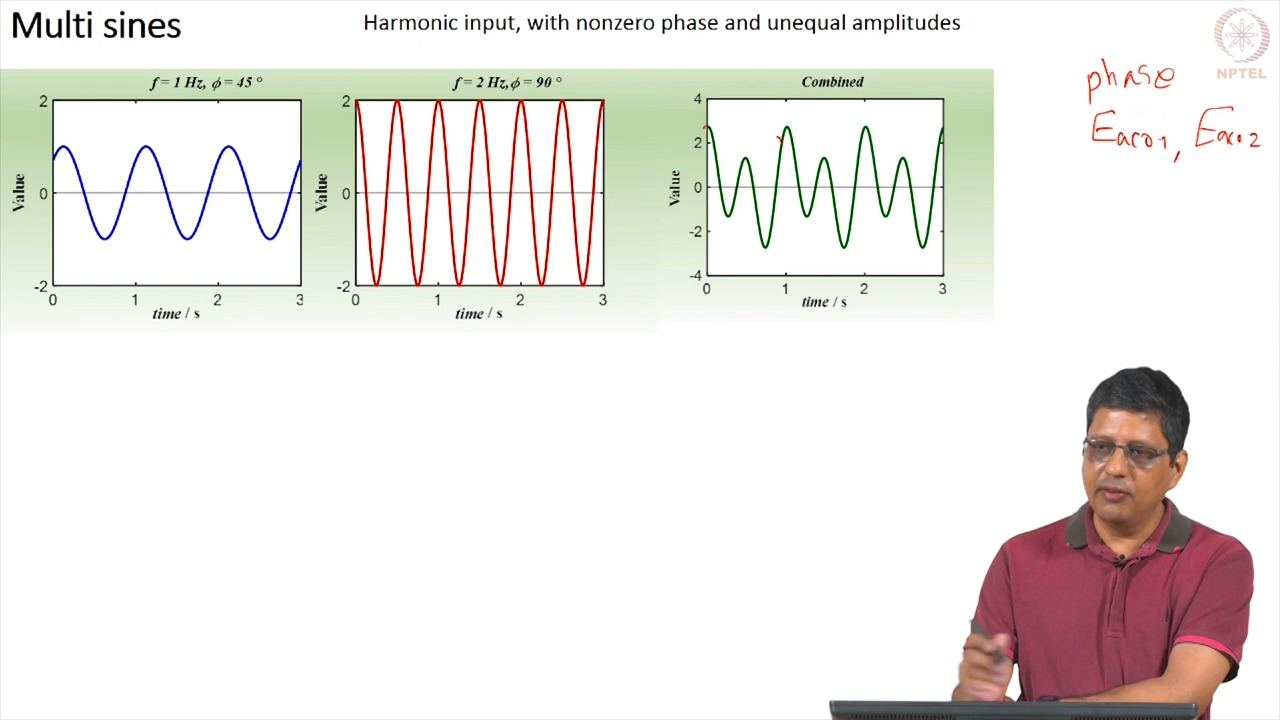 Multi sines
Harmonic input, with nonzero phase and unequal amplitudes
NPTEL
phase
Eac01, Eac02
f = 1 Hz, ϕ = 45 °
2
0
-2
Value
0 1 2 3
time / s
f = 2 Hz, ϕ = 90 °
2
0
-2
Value
0 1 2 3
time / s
Combined
4
2
0
-2
-4
Value
0 1 2 3
time / s